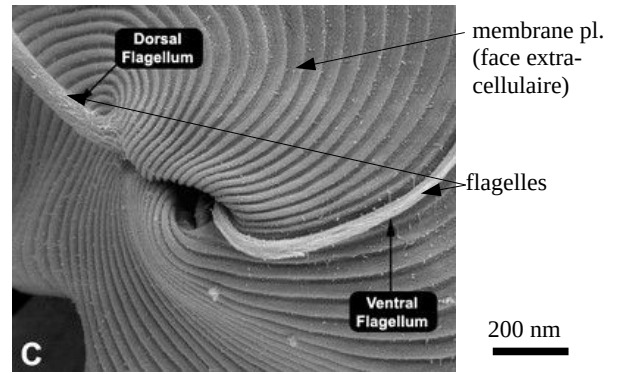 Dorsal
Flagellum
membrane pl.
(face extra-
cellulaire)
flagelles
Ventral
Flagellum
C
200 nm